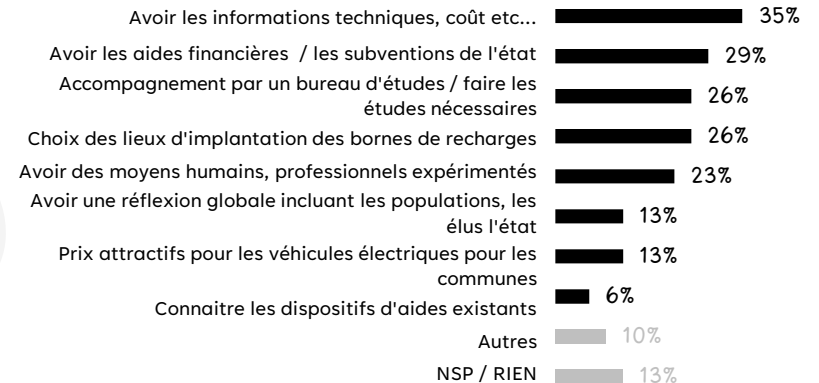 Avoir les informations techniques, coût etc... 35%
Avoir les aides financières / les subventions de l'état 29%
Accompagnement par un bureau d'études / faire les
études nécessaires 26%
Choix des lieux d'implantation des bornes de recharges 26%
Avoir des moyens humains, professionnels expérimentés 23%
Avoir une réflexion globale incluant les populations, les
élus l'état 13%
Prix attractifs pour les véhicules électriques pour les
communes 13%
Connaitre les dispositifs d'aides existants 6%
Autres 10%
NSP / RIEN 13%